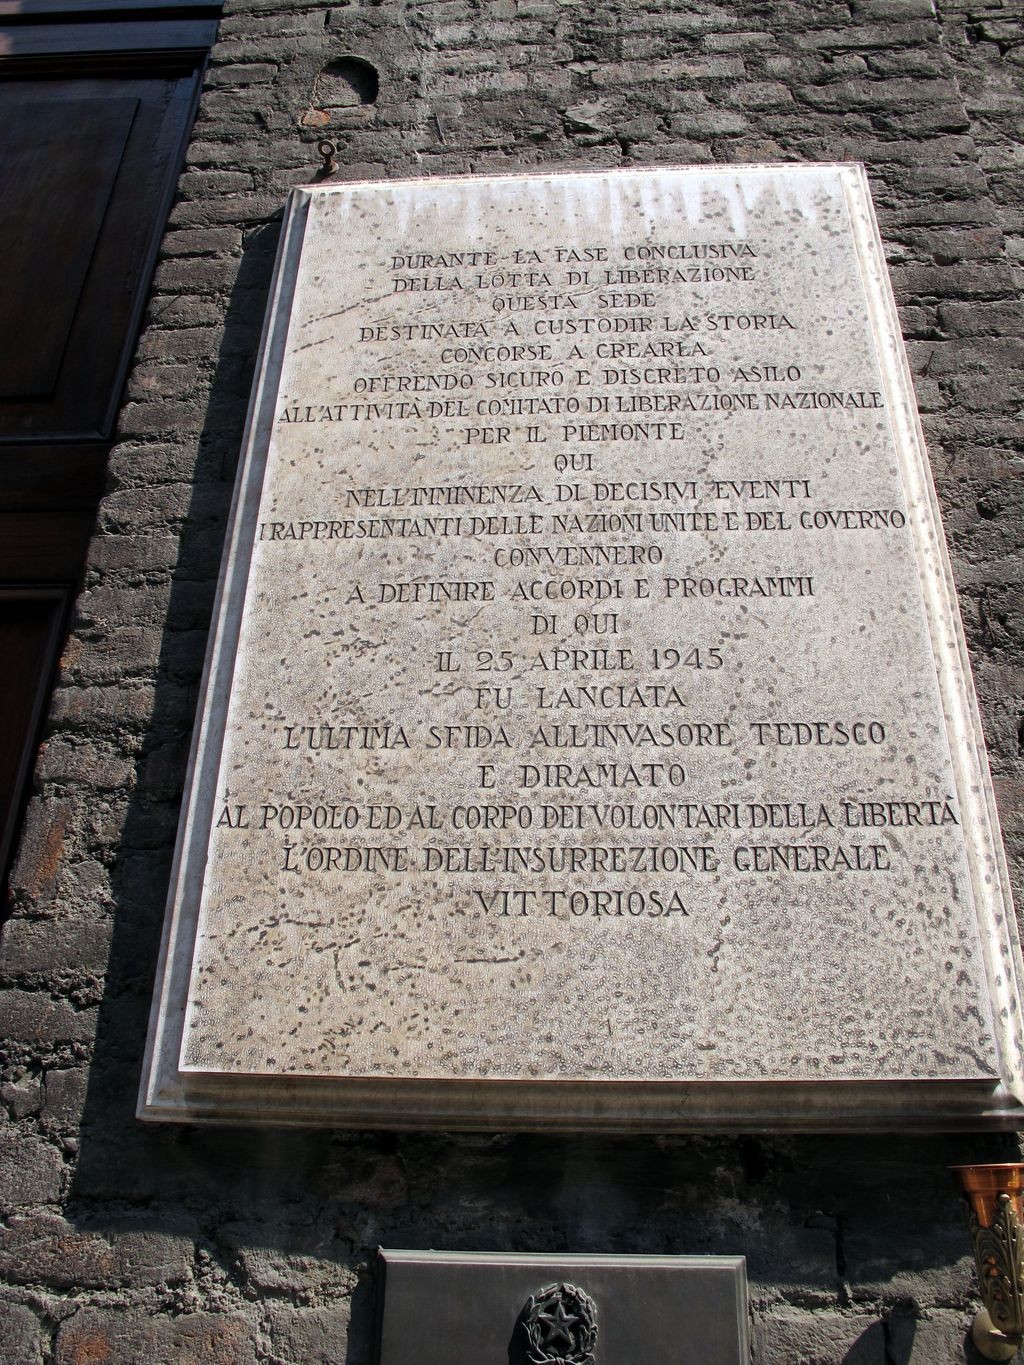 DURANTE LA FASE CONCLUSIVA
DELLA LOTTA DI LIBERAZIONE
QUESTA SEDE
DESTINATA A CUSTODIR LA STORIA
CONCORSE A CREARLA
OFFRENDO SICURO E DISCRETO ASILO
ALL'ATTIVITÀ DEL COMITATO DI LIBERAZIONE NAZIONALE
PER IL PIEMONTE
QUI
NELL'IMMINENZA DI DECISIVI EVENTI
I RAPPRESENTANTI DELLE NAZIONI UNITE E DEL GOVERNO
CONVENNERO
A DEFINIRE ACCORDI E PROGRAMMI
DI QUI
IL 25 APRILE 1945
FU LANCIATA
L'ULTIMA SFIDA ALL'INVASORE TEDESCO
E DIRAMATO
AL POPOLO ED AL CORPO DEI VOLONTARI DELLA LIBERTÀ
L'ORDINE DELL'INSURREZIONE GENERALE
VITTORIOSA